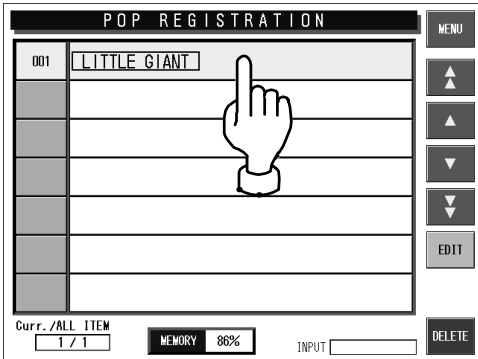 POP REGISTRATION
MENU
001 LITTLE GIANT
EDIT
Curr./ALL ITEM
1/1
MEMORY 86%
INPUT
DELETE